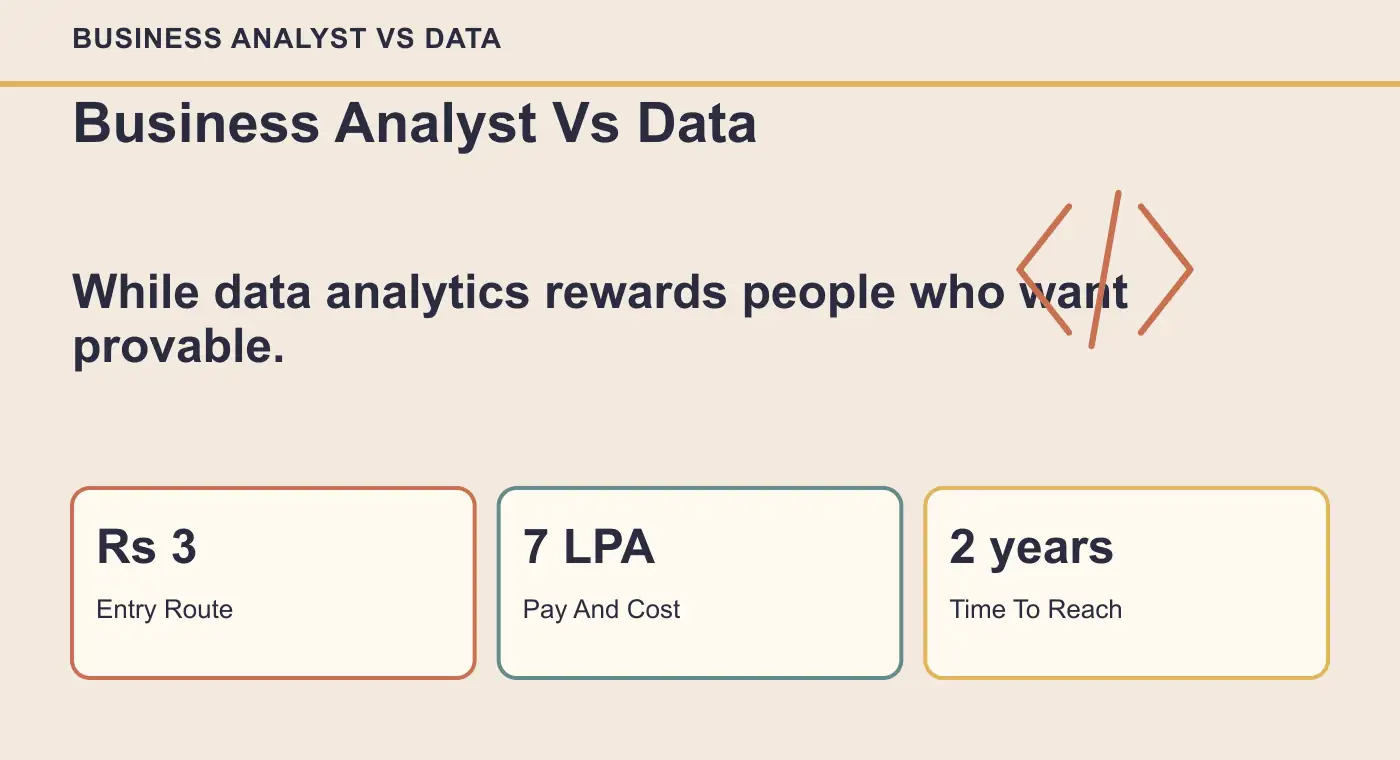 BUSINESS ANALYST VS DATA
Business Analyst Vs Data
While data analytics rewards people who want
provable.
Rs 3
Entry Route
7 LPA
Pay And Cost
2 years
Time To Reach